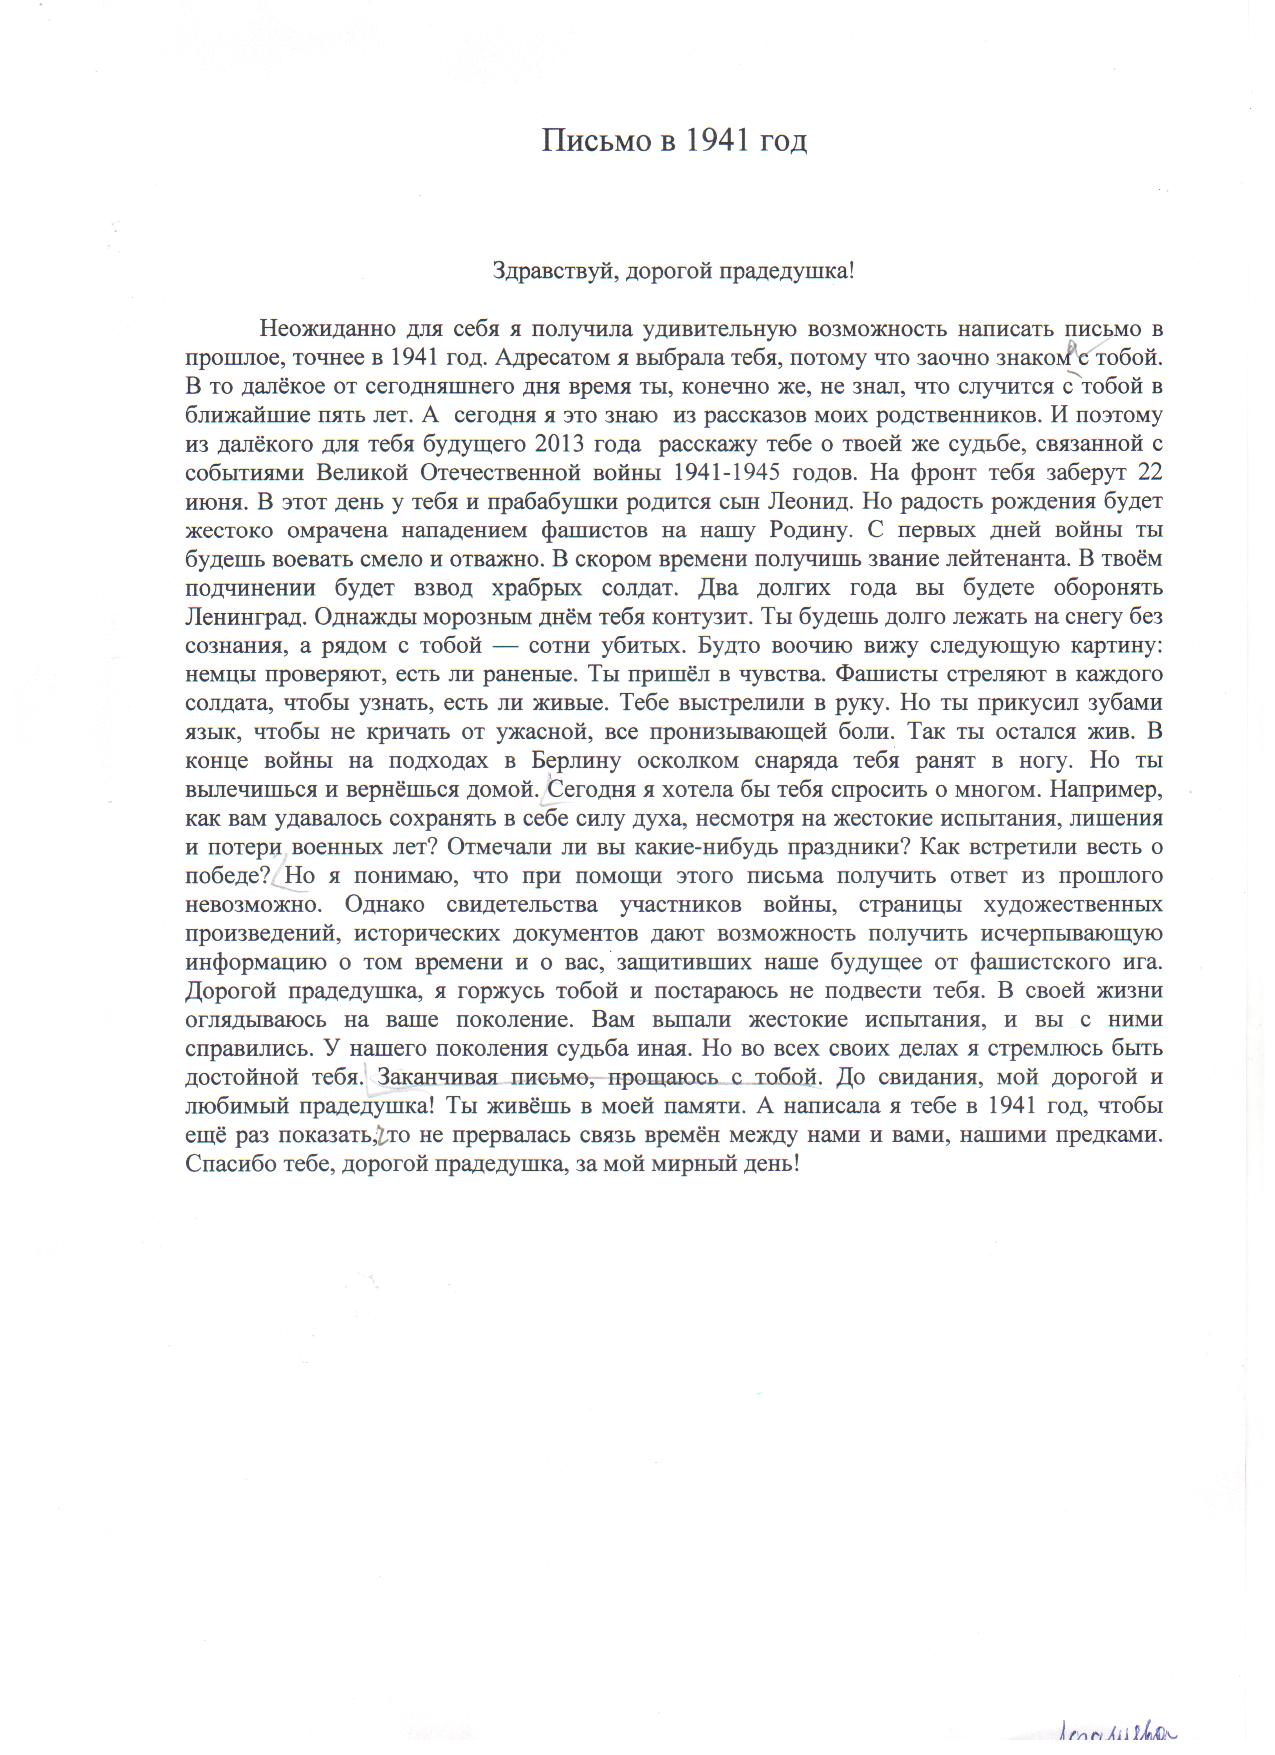 Письмо в 1941 год
Здравствуй, дорогой прадедушка!
Неожиданно для себя я получила удивительную возможность написать письмо в
прошлое, точнее в 1941 год. Адресатом я выбрала тебя, потому что заочно знакома с тобой.
В то далёкое от сегодняшнего дня время ты, конечно же, не знал, что случится с тобой в
ближайшие пять лет. А сегодня я это знаю из рассказов моих родственников. И поэтому
из далёкого для тебя будущего 2013 года расскажу тебе о твоей же судьбе, связанной с
событиями Великой Отечественной войны 1941-1945 годов. На фронт тебя заберут 22
июня. В этот день у тебя и прабабушки родится сын Леонид. Но радость рождения будет
жестоко омрачена нападением фашистов на нашу Родину. С первых дней войны ты
будешь воевать смело и отважно. В скором времени получишь звание лейтенанта. В твоём
подчинении будет взвод храбрых солдат. Два долгих года вы будете оборонять
Ленинград. Однажды морозным днём тебя контузит. Ты будешь долго лежать на снегу без
сознания, а рядом с тобой — сотни убитых. Будто воочию вижу следующую картину:
немцы проверяют, есть ли раненые. Ты пришёл в чувства. Фашисты стреляют в каждого
солдата, чтобы узнать, есть ли живые. Тебе выстрелили в руку. Но ты прикусил зубами
язык, чтобы не кричать от ужасной, все пронизывающей боли. Так ты остался жив. В
конце войны на подходах в Берлину осколком снаряда тебя ранят в ногу. Но ты
вылечишься и вернёшься домой. Сегодня я хотела бы тебя спросить о многом. Например,
как вам удавалось сохранять в себе силу духа, несмотря на жестокие испытания, лишения
и потери военных лет? Отмечали ли вы какие-нибудь праздники? Как встретили весть о
победе? Но я понимаю, что при помощи этого письма получить ответ из прошлого
невозможно. Однако свидетельства участников войны, страницы художественных
произведений, исторических документов дают возможность получить исчерпывающую
информацию о том времени и о вас, защитивших наше будущее от фашистского ига.
Дорогой прадедушка, я горжусь тобой и постараюсь не подвести тебя. В своей жизни
оглядываюсь на ваше поколение. Вам выпали жестокие испытания, и вы с ними
справились. У нашего поколения судьба иная. Но во всех своих делах я стремлюсь быть
достойной тебя. Заканчивая письмо, прощаюсь с тобой. До свидания, мой дорогой и
любимый прадедушка! Ты живёшь в моей памяти. А написала я тебе в 1941 год, чтобы
ещё раз показать, что не прервалась связь времён между нами и вами, нашими предками.
Спасибо тебе, дорогой прадедушка, за мой мирный день!